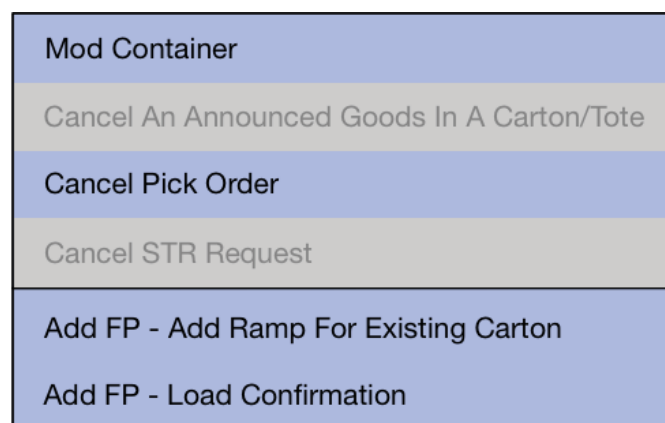 Mod Container
Cancel An Announced Goods In A Carton/Tote
Cancel Pick Order
Cancel STR Request
Add FP - Add Ramp For Existing Carton
Add FP - Load Confirmation